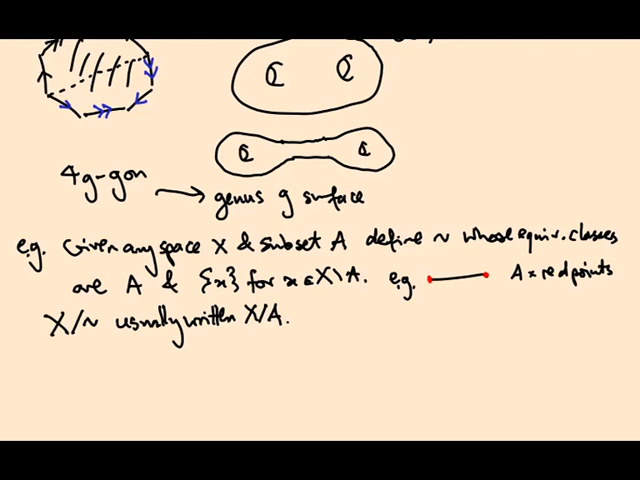 4g-gon → genus g surface
e.g. Given any space X & subset A define ~ whose equiv. classes
are A & {x} for x ∈ X\A. e.g. A = red points
X/~ usually written X/A.